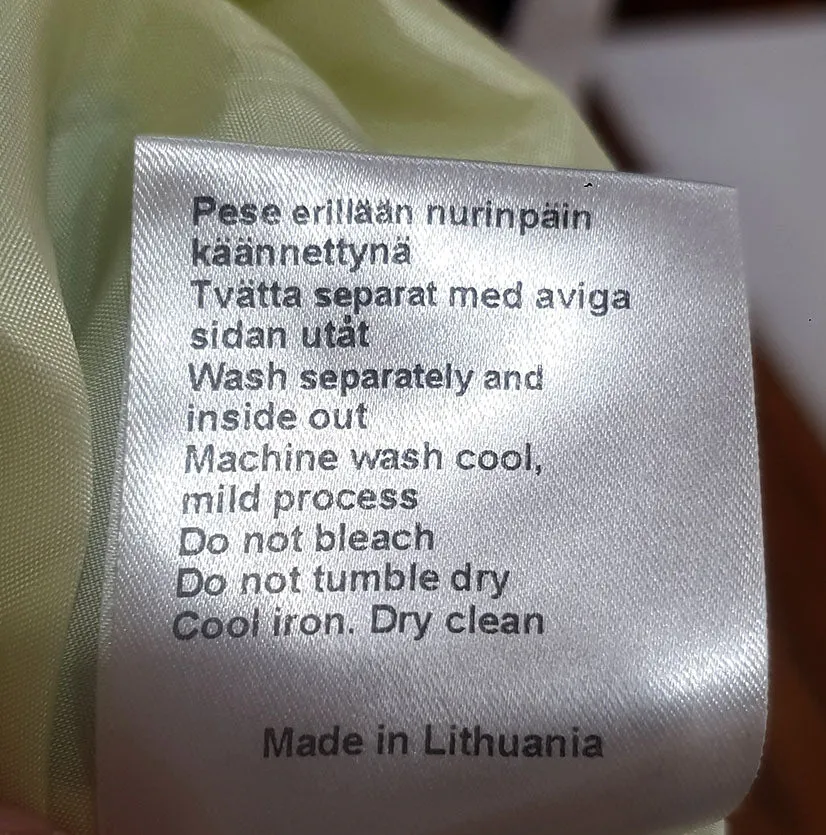 Pese erillään nurinpäin
käännettynä
Tvätta separat med aviga
sidan utåt
Wash separately and
inside out
Machine wash cool,
mild process
Do not bleach
Do not tumble dry
Cool iron. Dry clean
Made in Lithuania